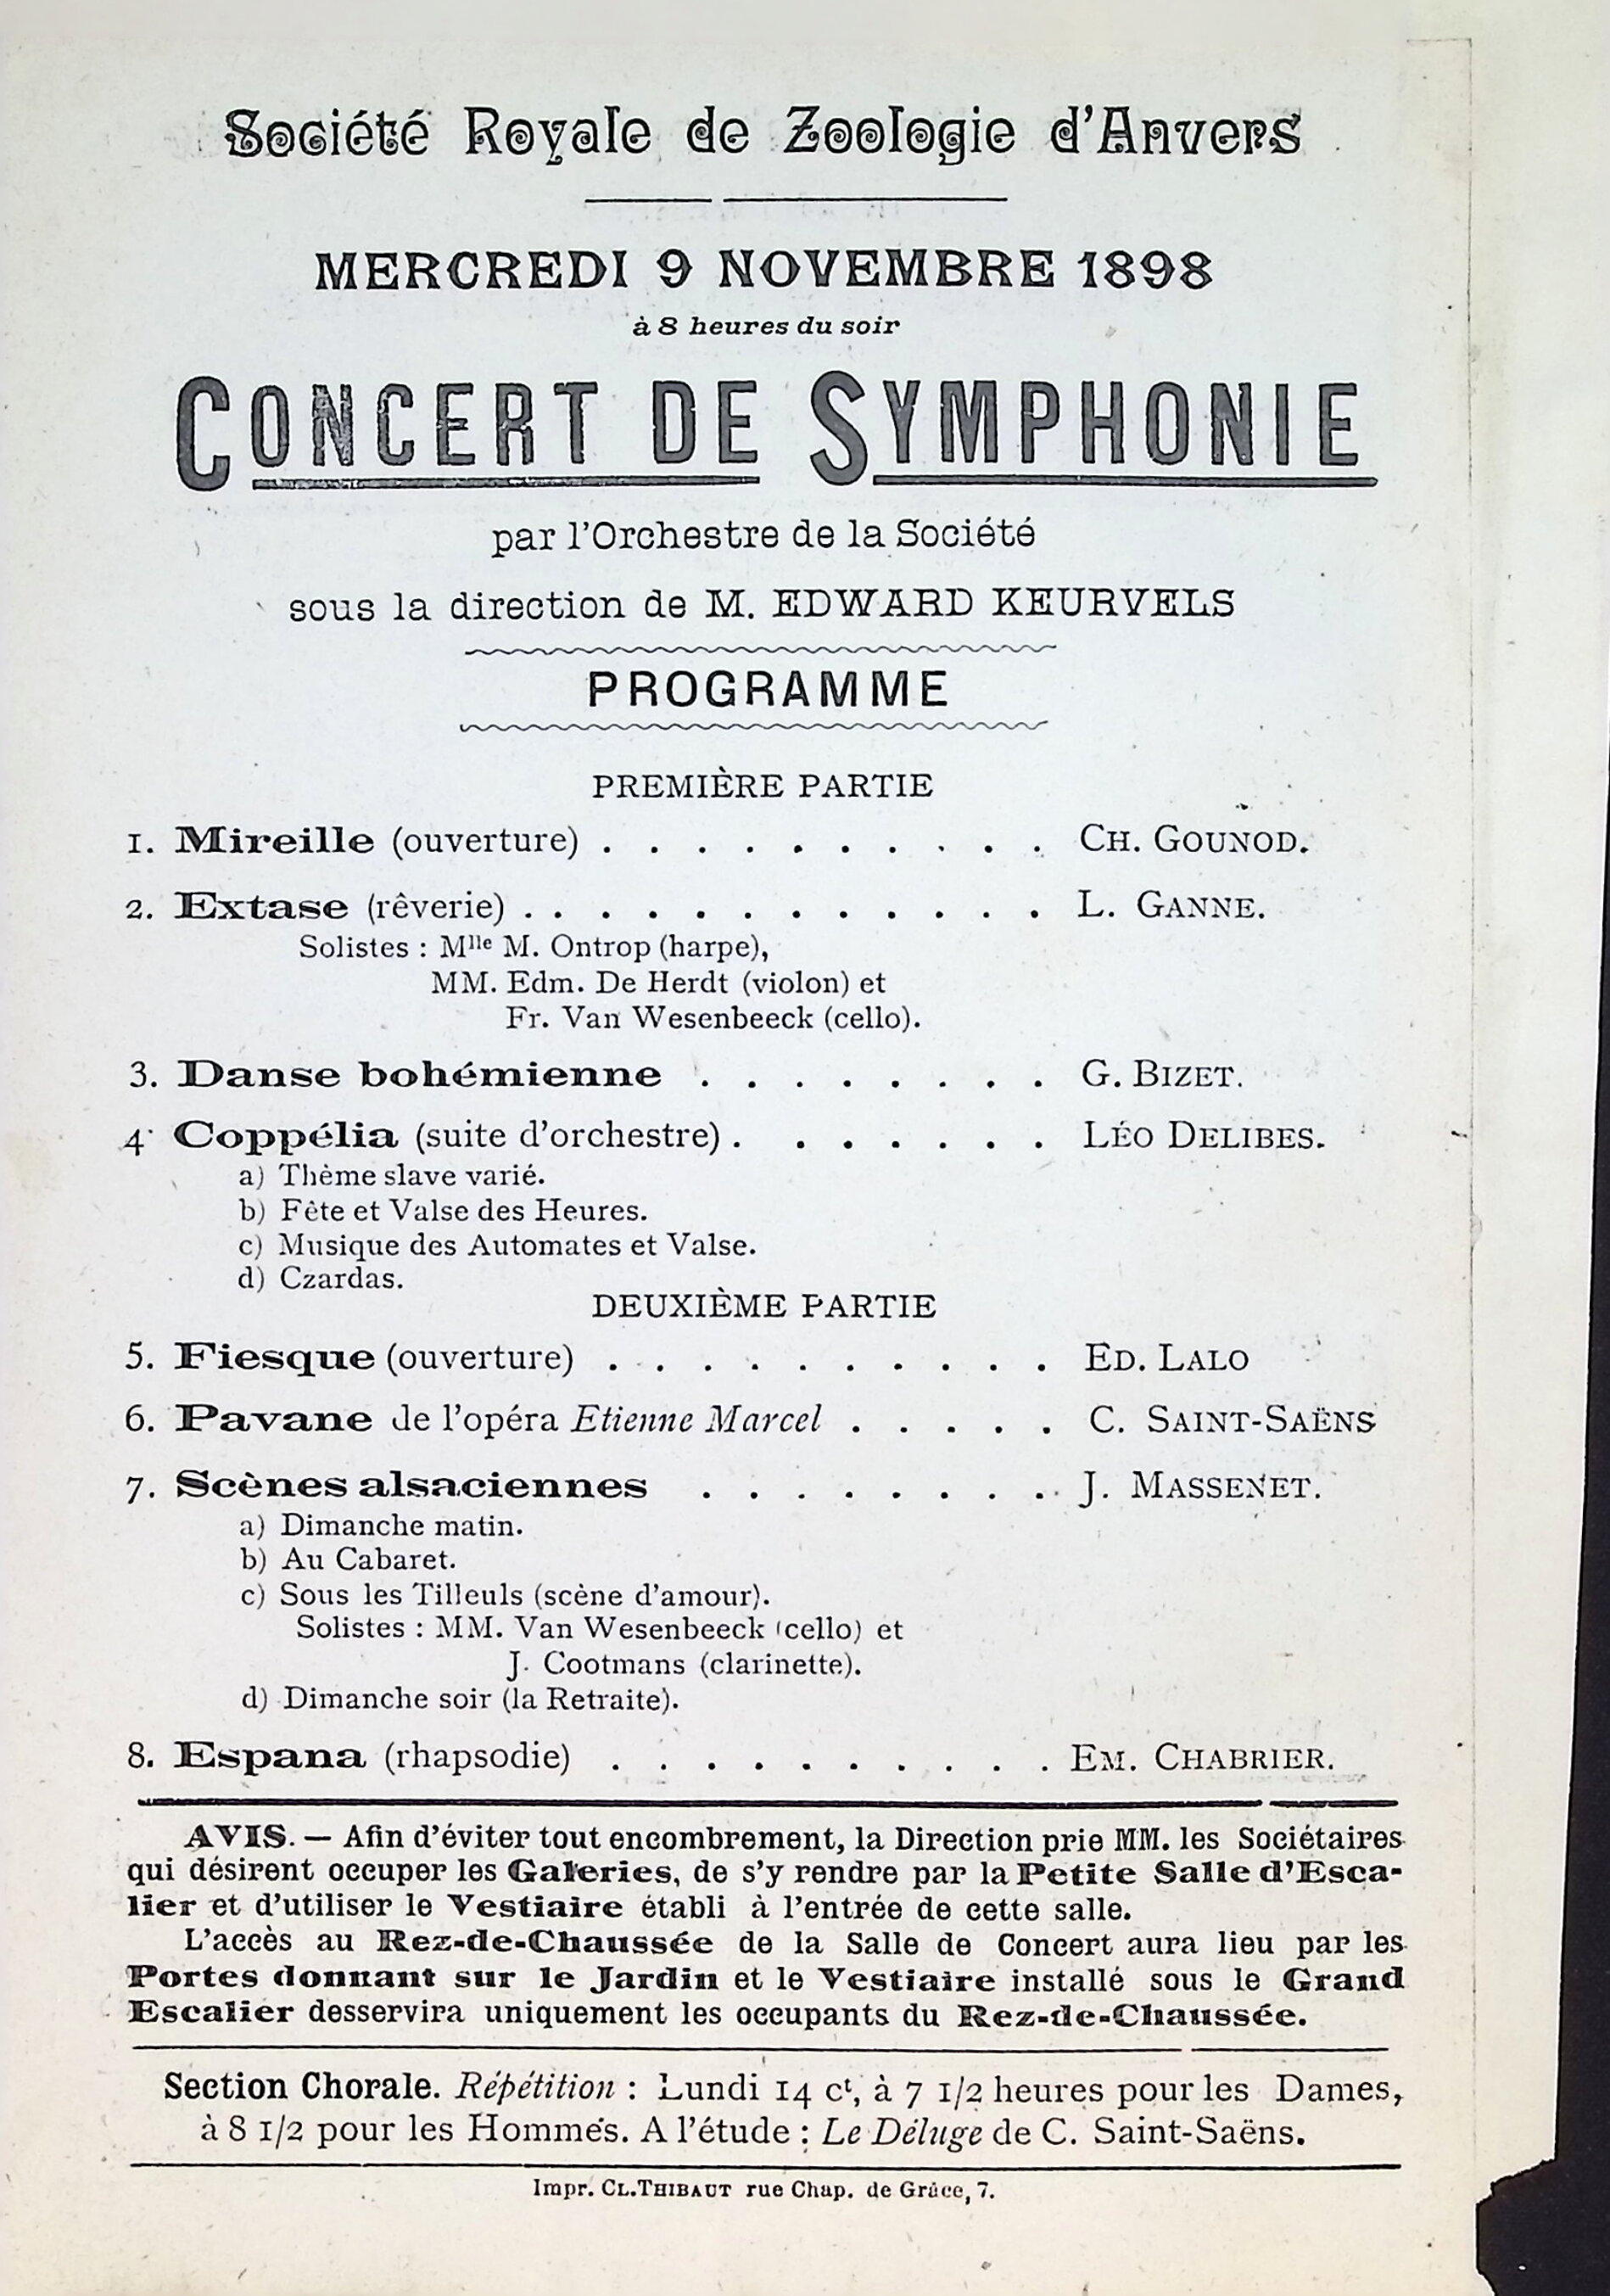 Société Royale de Zoologie d'Anvers
MERCREDI 9 NOVEMBRE 1898
à 8 heures du soir
CONCERT DE SYMPHONIE
par l'Orchestre de la Société
sous la direction de M. EDWARD KEURVELS
PROGRAMME
PREMIÈRE PARTIE
1. Mireille (ouverture) . . . . . . . . . . CH. GOUNOD.
2. Extase (rêverie) . . . . . . . . . . . . L. GANNE.
Solistes : Mlle M. Ontrop (harpe),
MM. Edm. De Herdt (violon) et
Fr. Van Wesenbeeck (cello).
3. Danse bohémienne . . . . . . . . G. BIZET.
4. Coppélia (suite d'orchestre) . . . . . . . LÉO DELIBES.
a) Thème slave varié.
b) Fête et Valse des Heures.
c) Musique des Automates et Valse.
d) Czardas.
DEUXIÈME PARTIE
5. Fiesque (ouverture) . . . . . . . . . . ED. LALO
6. Pavane de l'opéra Etienne Marcel . . . . . C. SAINT-SAËNS
7. Scènes alsaciennes . . . . . . . . J. MASSENET.
a) Dimanche matin.
b) Au Cabaret.
c) Sous les Tilleuls (scène d'amour).
Solistes : MM. Van Wesenbeeck (cello) et
J. Cootmans (clarinette).
d) Dimanche soir (la Retraite).
8. Espana (rhapsodie) . . . . . . . . . . EM. CHABRIER.
AVIS. — Afin d'éviter tout encombrement, la Direction prie MM. les Sociétaires
qui désirent occuper les Galeries, de s'y rendre par la Petite Salle d'Esca-
lier et d'utiliser le Vestiaire établi à l'entrée de cette salle.
L'accès au Rez-de-Chaussée de la Salle de Concert aura lieu par les
Portes donnant sur le Jardin et le Vestiaire installé sous le Grand
Escalier desservira uniquement les occupants du Rez-de-Chaussée.
Section Chorale. Répétition : Lundi 14 ct, à 7 1/2 heures pour les Dames,
à 8 1/2 pour les Hommes. A l'étude : Le Déluge de C. Saint-Saëns.
Impr. CL. THIBAUT rue Chap. de Grâce, 7.